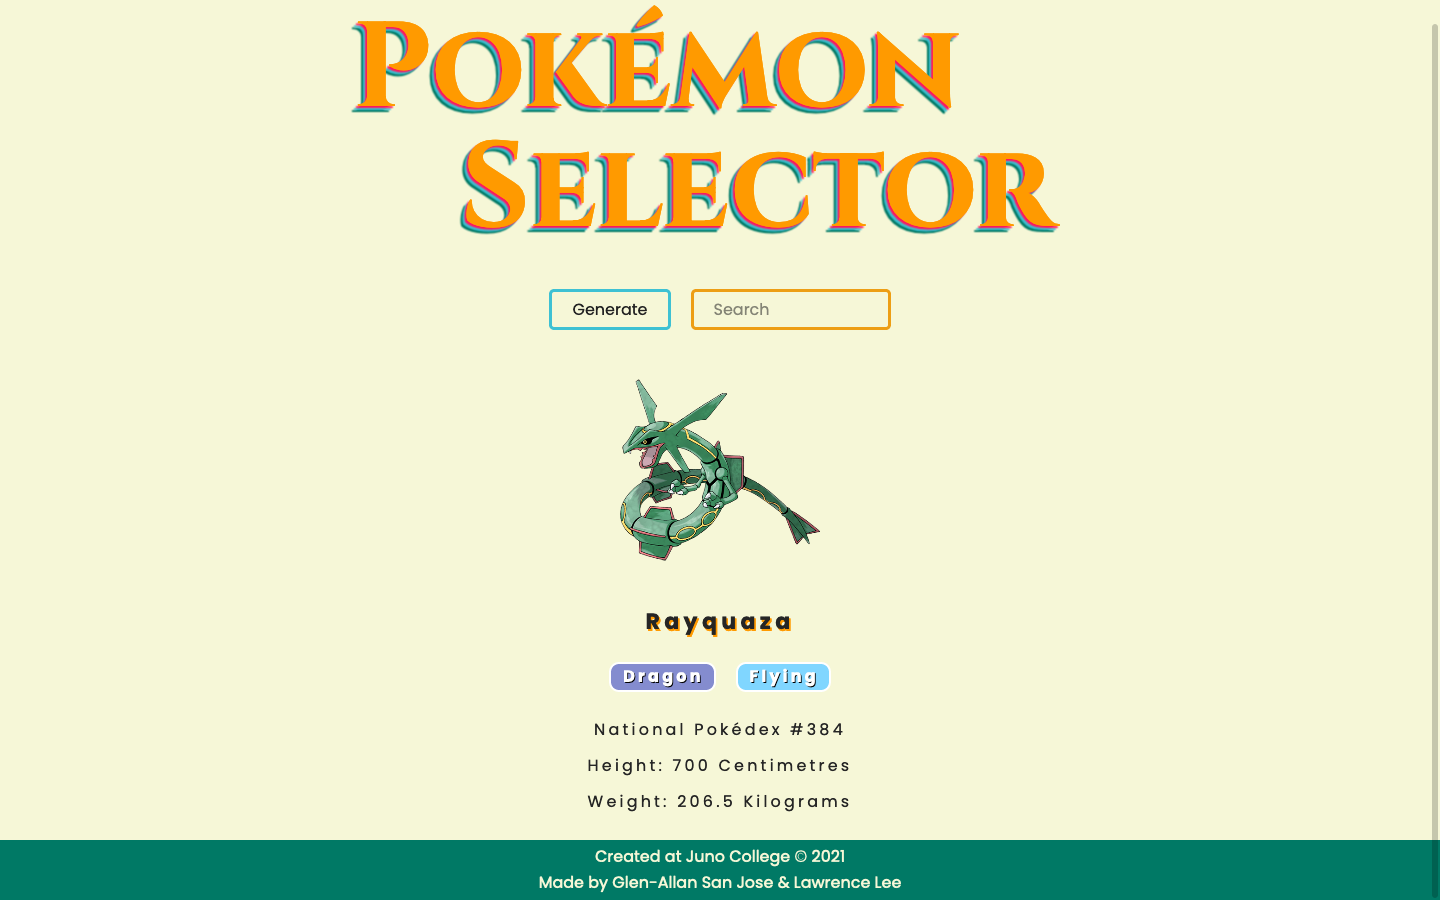 Pokémon
Selector
Generate
Search
Rayquaza
Dragon
Flying
National Pokédex #384
Height: 700 Centimetres
Weight: 206.5 Kilograms
Created at Juno College © 2021
Made by Glen-Allan San Jose & Lawrence Lee